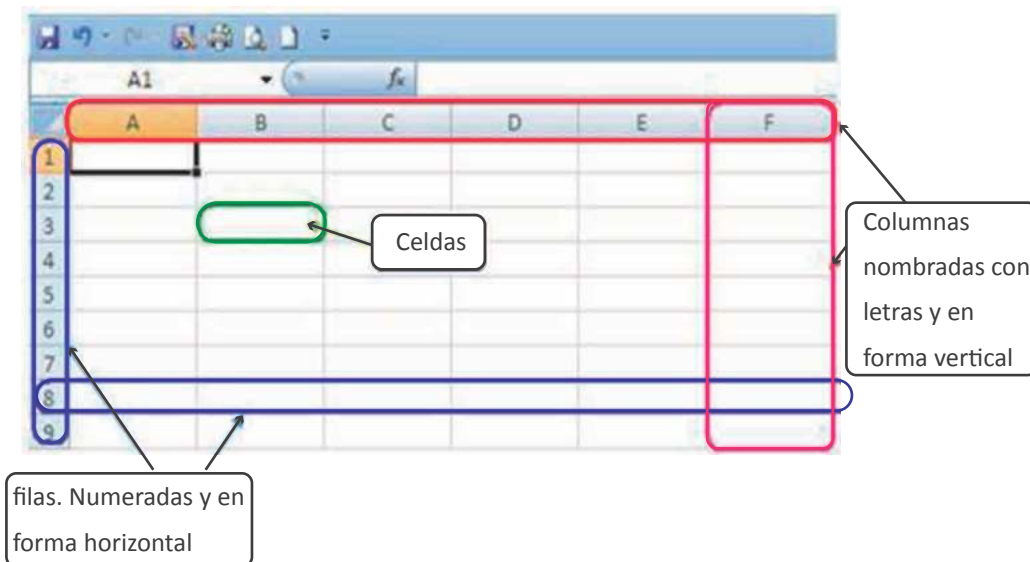 A1
fx
A B C D E F
1
2
3
4
5
6
7
8
9
Celdas
Columnas
nombradas con
letras y en
forma vertical
filas. Numeradas y en
forma horizontal